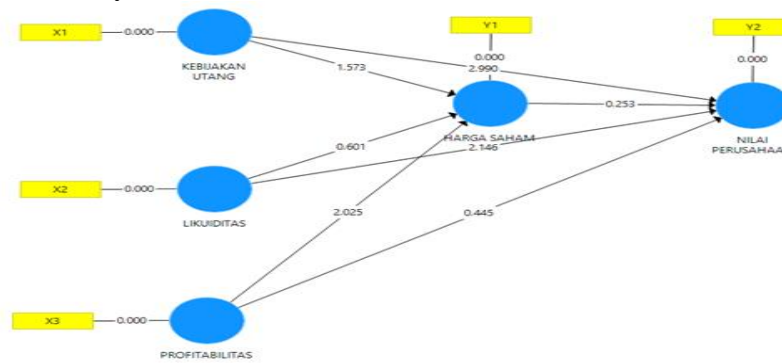 X1
0.000
KEBIJAKAN
UTANG
Y1
0.000
Y2
0.000
2.990
1.573
0.253
HARGA SAHAM
NILAI
PERUSAHAA
0.601
2.146
X2
0.000
LIKUIDITAS
2.025
0.445
X3
0.000
PROFITABILITAS